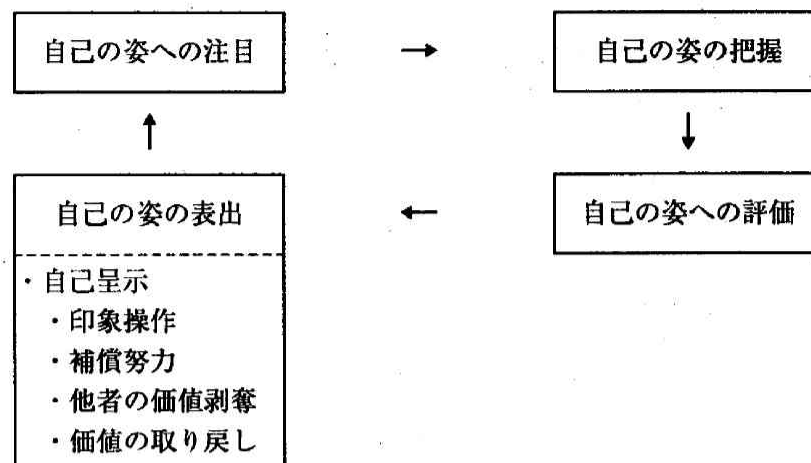 自己の姿への注目
自己の姿の把握
自己の姿の表出
自己の姿への評価
・自己呈示
・印象操作
・補償努力
・他者の価値剥奪
・価値の取り戻し